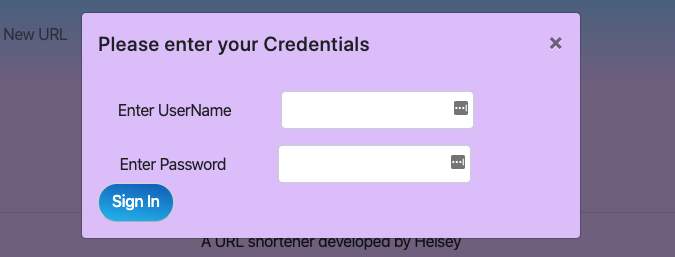 New URL
Please enter your Credentials
×
Enter UserName
Enter Password
Sign In
A URL shortener developed by Helsey